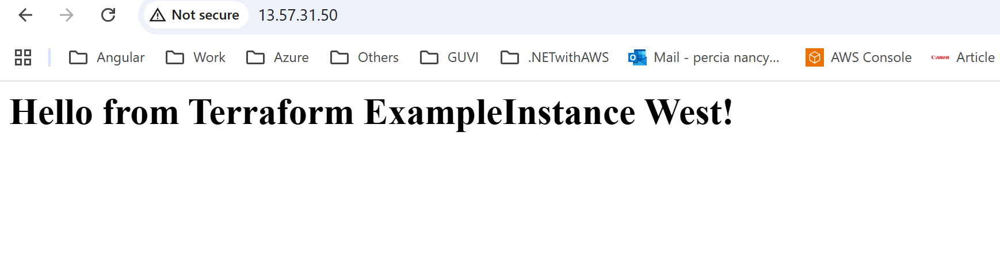 Not secure 13.57.31.50
Angular Work Azure Others GUVI .NETwithAWS Mail - percia nancy... AWS Console Canon Article
Hello from Terraform ExampleInstance West!